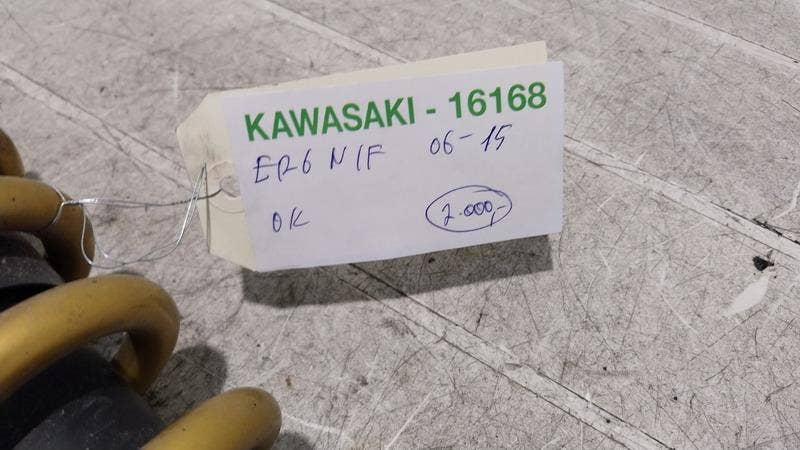 KAWASAKI - 16168
ER6 N/F 06-15
OK 2.000,-